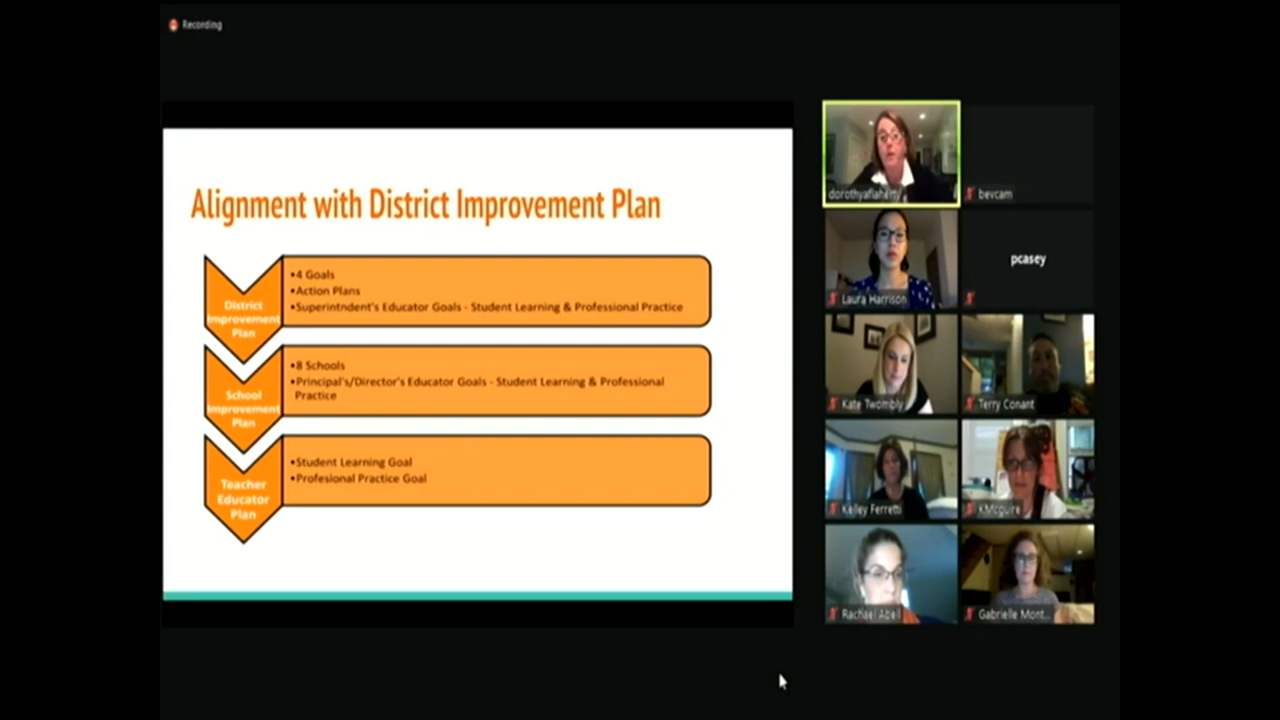 Recording
Alignment with District Improvement Plan
District
Improvement
Plan
•4 Goals
•Action Plans
•Superintndent's Educator Goals - Student Learning & Professional Practice
School
Improvement
Plan
•8 Schools
•Principal's/Director's Educator Goals - Student Learning & Professional
Practice
Teacher
Educator
Plan
•Student Learning Goal
•Profesional Practice Goal
dorothyaflaherty
bevcam
Laura Harrison
pcasey
Kate Twombly
Terry Conant
Kelley Ferretti
KMcguire
Rachael Abell
Gabrielle Mont...